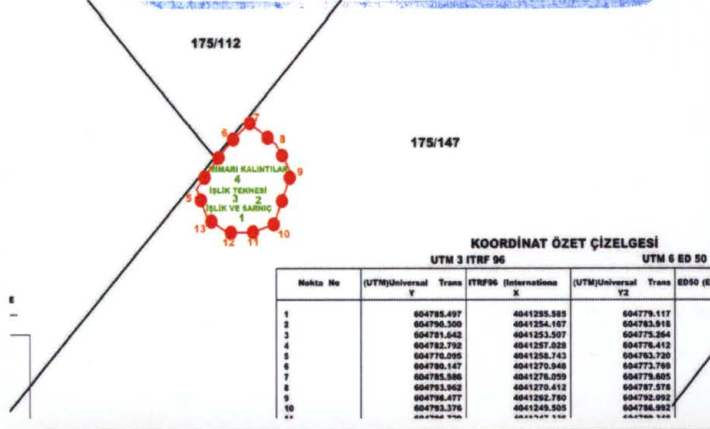 175/112
7
6
8
175/147
MİMARİ KALINTILAR
4
9
İŞLİK TEKNESİ
3 2
5
İŞLİK VE SARNIÇ
1
13
10
12 11
KOORDİNAT ÖZET ÇİZELGESİ
UTM 3 ITRF 96 UTM 6 ED 50
Nokta No (UTM)Universal Trans ITRF96 (Internationa (UTM)Universal Trans ED50 (E
Y X Y2
E
1 604785.497 4041255.585 604779.117
2 604790.300 4041254.167 604783.918
3 604781.642 4041253.507 604775.264
4 604782.792 4041257.028 604776.412
5 604770.095 4041258.743 604763.720
6 604780.147 4041270.948 604773.769
7 604785.986 4041276.059 604779.605
8 604793.962 4041270.412 604787.576
9 604798.477 4041262.780 604792.092
10 604793.376 4041249.505 604786.992